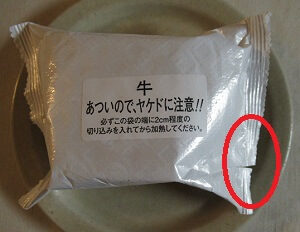 牛
あついので、ヤケドに注意!!
必ずこの袋の端に2cm程度の
切り込みを入れてから加熱してください。